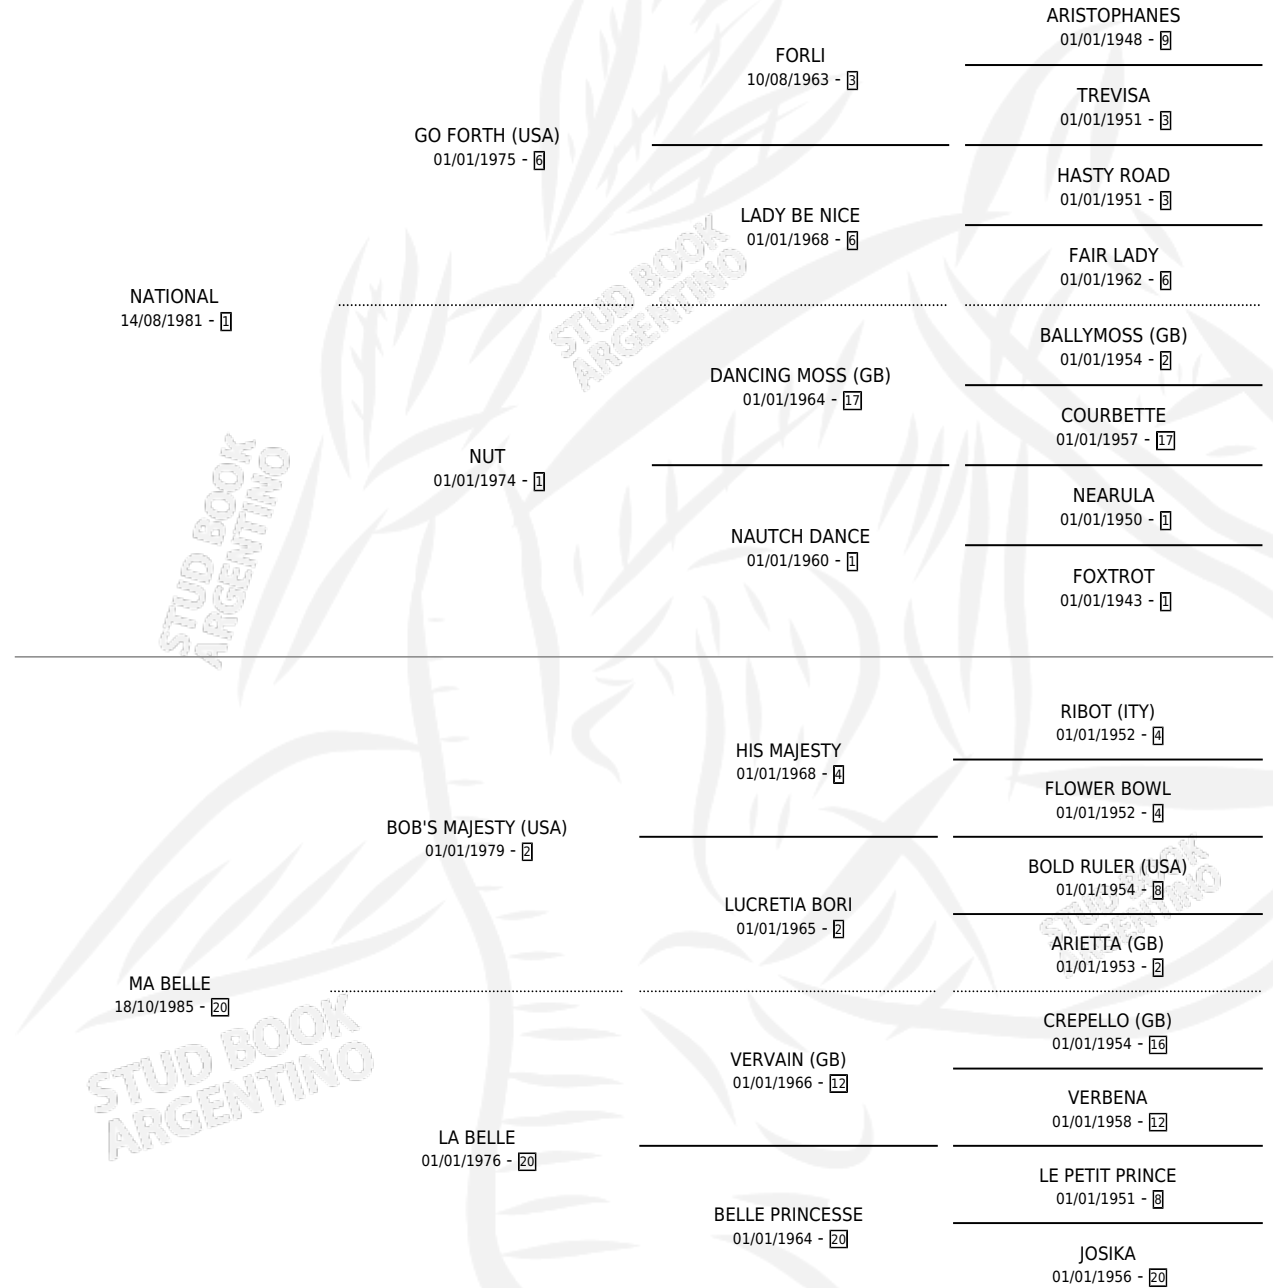 ARISTOPHANES
01/01/1948 - 9
FORLI
10/08/1963 - 3
TREVISA
01/01/1951 - 3
GO FORTH (USA)
01/01/1975 - 6
HASTY ROAD
01/01/1951 - 3
LADY BE NICE
01/01/1968 - 6
FAIR LADY
01/01/1962 - 6
NATIONAL
14/08/1981 - 1
BALLYMOSS (GB)
01/01/1954 - 2
DANCING MOSS (GB)
01/01/1964 - 17
COURBETTE
01/01/1957 - 17
NUT
01/01/1974 - 1
NEARULA
01/01/1950 - 1
NAUTCH DANCE
01/01/1960 - 1
FOXTROT
01/01/1943 - 1
RIBOT (ITY)
01/01/1952 - 4
HIS MAJESTY
01/01/1968 - 4
FLOWER BOWL
01/01/1952 - 4
BOB'S MAJESTY (USA)
01/01/1979 - 2
BOLD RULER (USA)
01/01/1954 - 8
LUCRETIA BORI
01/01/1965 - 2
ARIETTA (GB)
01/01/1953 - 2
MA BELLE
18/10/1985 - 20
CREPELLO (GB)
01/01/1954 - 16
VERVAIN (GB)
01/01/1966 - 12
VERBENA
01/01/1958 - 12
LA BELLE
01/01/1976 - 20
LE PETIT PRINCE
01/01/1951 - 8
BELLE PRINCESSE
01/01/1964 - 20
JOSIKA
01/01/1956 - 20
STUD BOOK
ARGENTINO
STUD BOOK
ARGENTINO
STUD BOOK
ARGENTINO
STUD BOOK
ARGENTINO